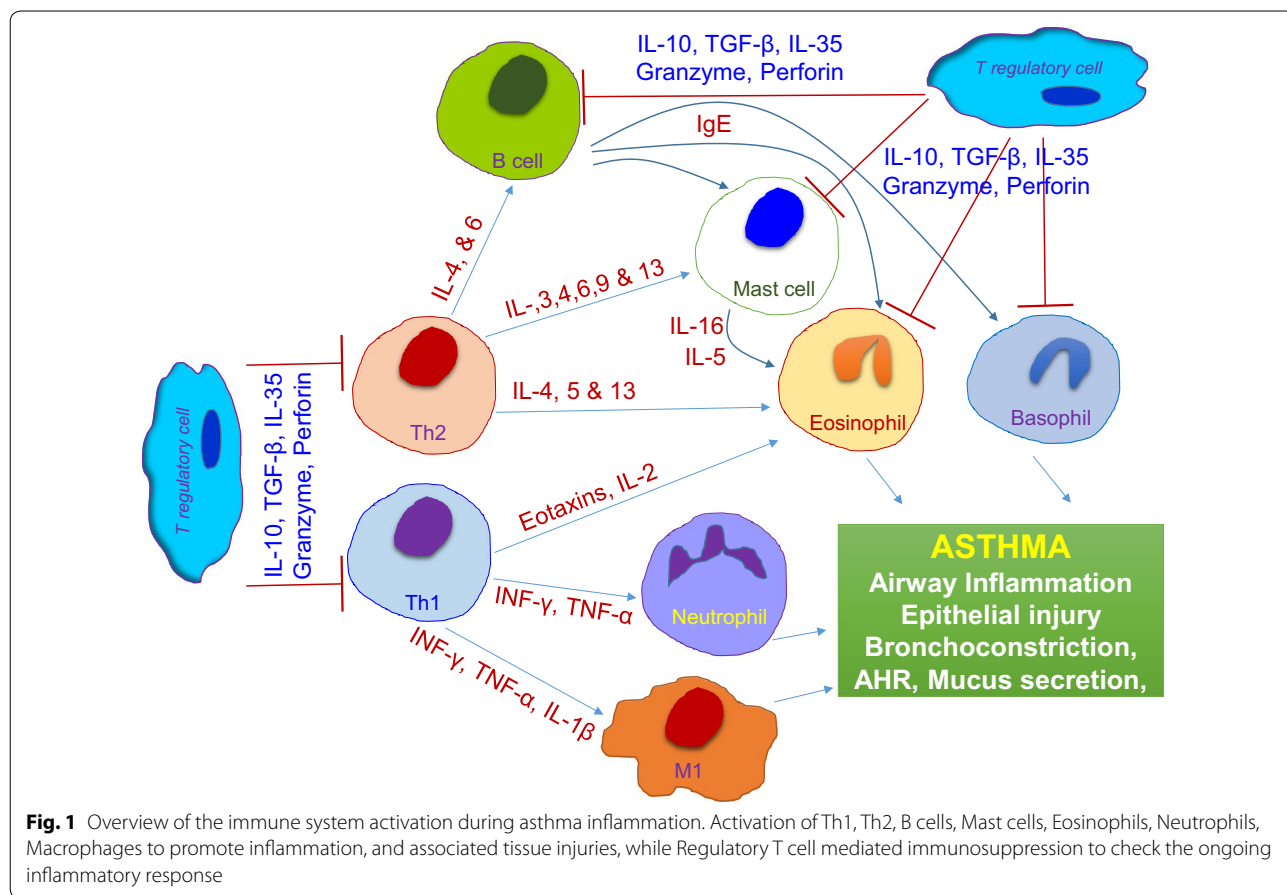 IL-10, TGF-β, IL-35
Granzyme, Perforin
T regulatory cell
B cell
IgE
IL-10, TGF-β, IL-35
Granzyme, Perforin
IL-4, & 6
IL-,3,4,6,9 & 13
Mast cell
IL-16
IL-5
T regulatory cell
IL-10, TGF-β, IL-35
Granzyme, Perforin
Th2
IL-4, 5 & 13
Eosinophil
Basophil
Eotaxins, IL-2
Th1
INF-γ, TNF-α
Neutrophil
INF-γ, TNF-α, IL-1β
M1
ASTHMA
Airway Inflammation
Epithelial injury
Bronchoconstriction,
AHR, Mucus secretion,
Fig. 1 Overview of the immune system activation during asthma inflammation. Activation of Th1, Th2, B cells, Mast cells, Eosinophils, Neutrophils,
Macrophages to promote inflammation, and associated tissue injuries, while Regulatory T cell mediated immunosuppression to check the ongoing
inflammatory response